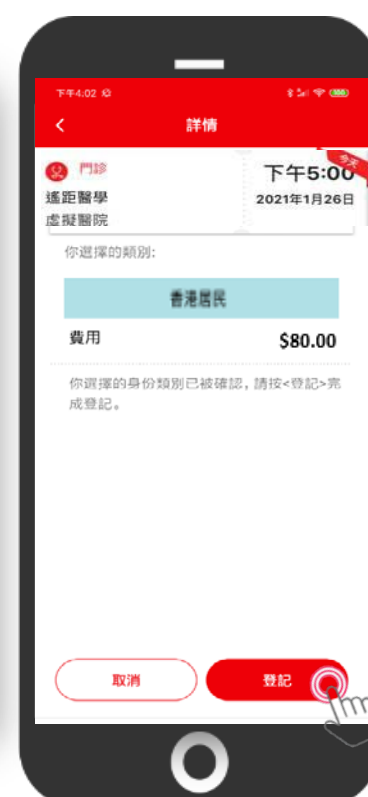 下午4:02
詳情
門診
遙距醫學
虛擬醫院
今天
下午5:00
2021年1月26日
你選擇的類別:
香港居民
費用
$80.00
你選擇的身份類別已被確認，請按<登記>完
成登記。
取消
登記